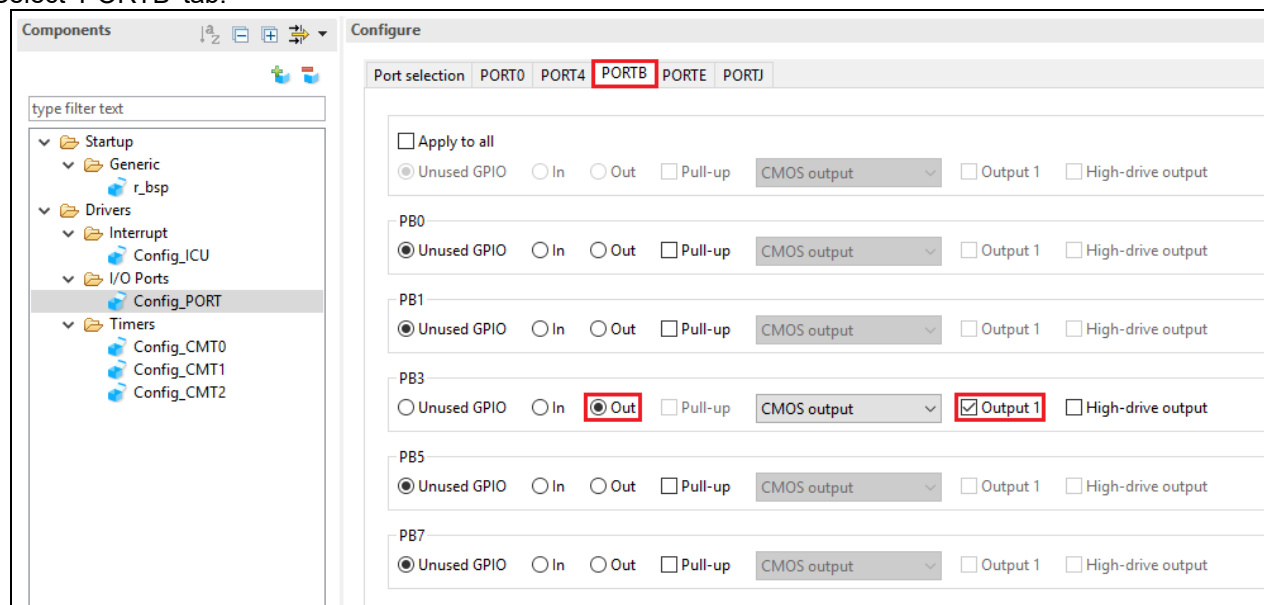 Select 'PORTB' tab.
Components
Configure
Port selection PORT0 PORT4 PORTB PORTE PORTJ
type filter text
Startup
Generic
r_bsp
Drivers
Interrupt
Config_ICU
I/O Ports
Config_PORT
Timers
Config_CMT0
Config_CMT1
Config_CMT2
Apply to all
Unused GPIO In Out Pull-up CMOS output Output 1 High-drive output
PB0
Unused GPIO In Out Pull-up CMOS output Output 1 High-drive output
PB1
Unused GPIO In Out Pull-up CMOS output Output 1 High-drive output
PB3
Unused GPIO In Out Pull-up CMOS output Output 1 High-drive output
PB5
Unused GPIO In Out Pull-up CMOS output Output 1 High-drive output
PB7
Unused GPIO In Out Pull-up CMOS output Output 1 High-drive output